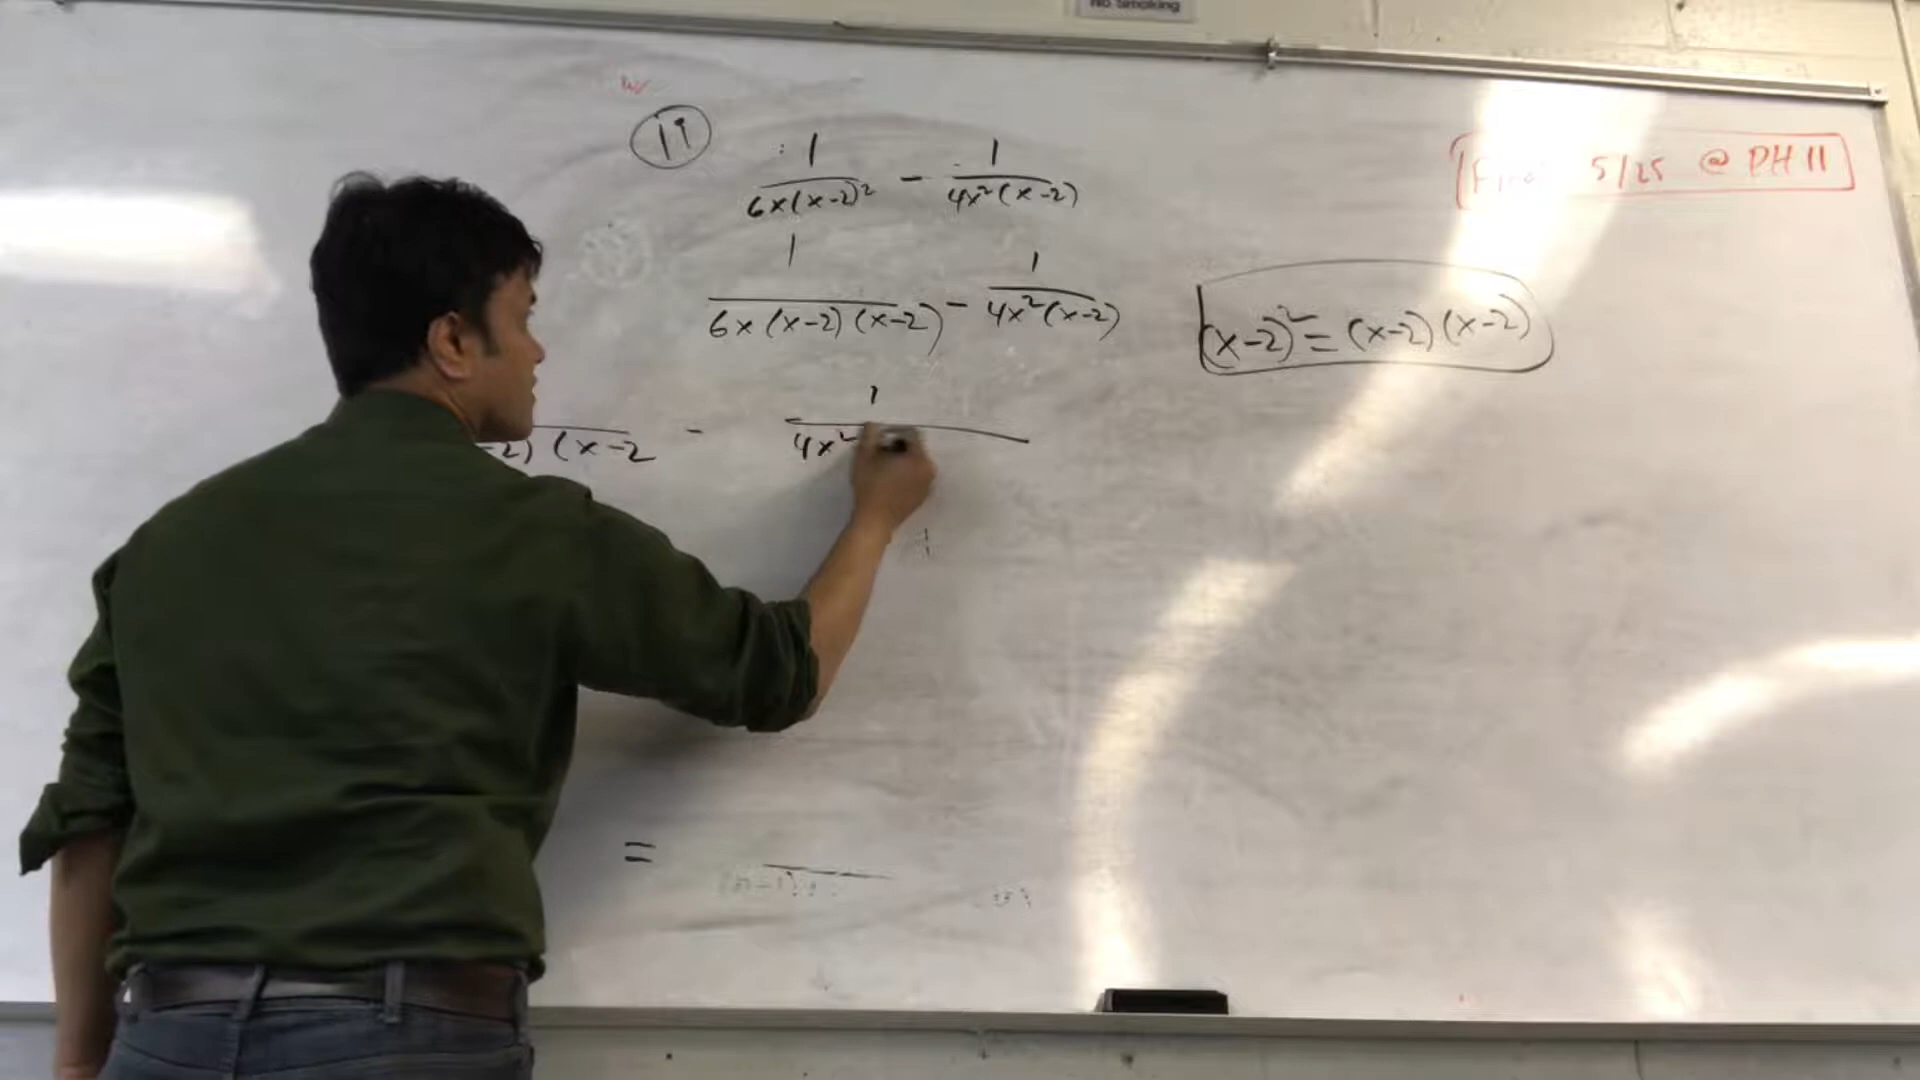 No Smoking
11
1/6x(x-2)² - 1/4x²(x-2)
5/25 @ PH 11
1/6x(x-2)(x-2) - 1/4x²(x-2)
(x-2)² = (x-2)(x-2)
-2)(x-2 - 1/4x²
=